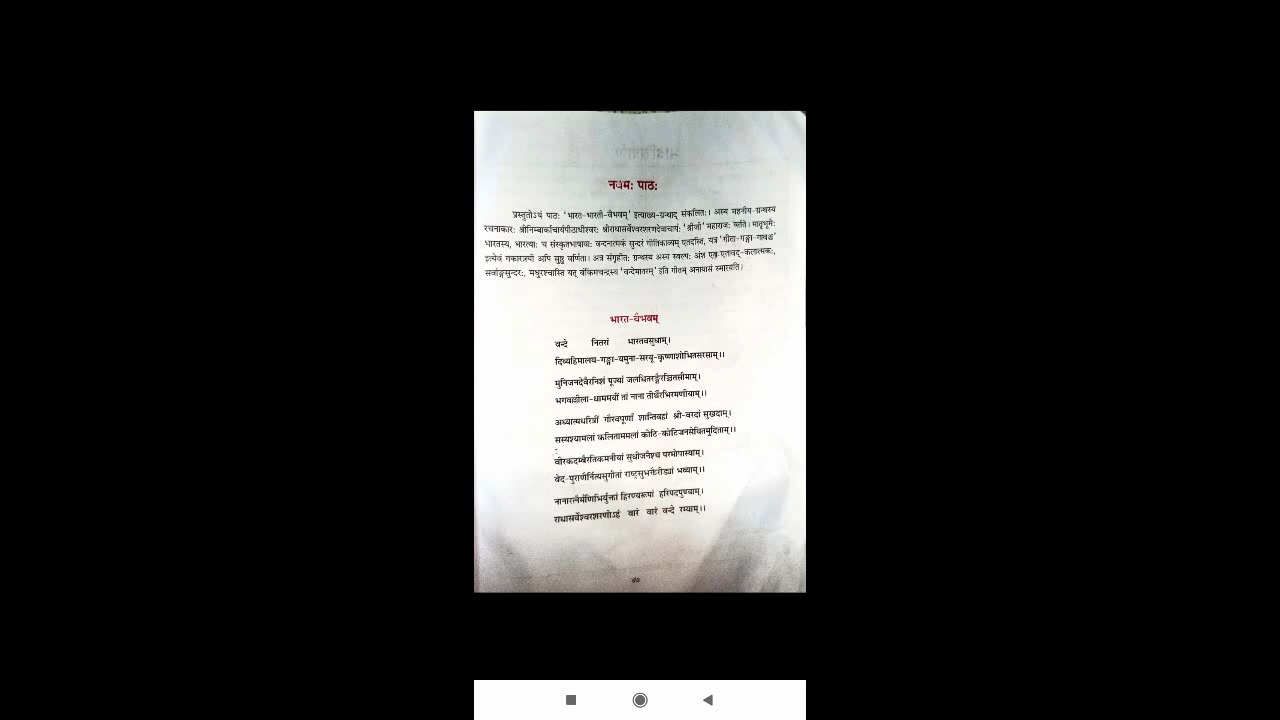 नवमः पाठः
प्रस्तुतोऽयं पाठः 'भारत-भारती-वैभवम्' इत्याख्य-ग्रन्थाद् संकलितः। अस्य महनीय-ग्रन्थस्य
रचनाकारः श्रीनिम्बार्काचार्यपीठाधीश्वरः श्रीराधासर्वेश्वरशरणदेवाचार्यः 'श्रीजी' महाराजः वर्तते। मातृभूमेः
भारतस्य, भारत्याः च संस्कृतभाषायाः वन्दनात्मकं सुन्दरं गीतिकाव्यम् एतदस्ति, यत्र 'गीता-गङ्गा-गावश्च'
इत्येवं गकारत्रयी अपि सुष्ठु वर्णिता। अत्र संगृहीतः ग्रन्थस्य अस्य स्वल्पः अंश एव एतावद्-कलात्मकः,
सर्वाङ्गसुन्दरः, मधुरश्चास्ति यत् बंकिमचन्द्रस्य 'वन्देमातरम्' इति गीतम् अनायासं स्मारयति।
भारत-वैभवम्
वन्दे नितरां भारतवसुधाम्।
दिव्यहिमालय-गङ्गा-यमुना-सरयू-कृष्णाशोभितसरसाम्।।
मुनिजनदेवैरनिशं पूज्यां जलधितरङ्गैरञ्चितसीमाम्।
भगवल्लीला-धाममयीं तां नाना तीर्थैरभिरमणीयाम्।।
अध्यात्मधरित्रीं गौरवपूर्णां शान्तिवहां श्री-वरदां सुखदाम्।
सस्यश्यामलां कलिताममलां कोटि-कोटिजनसेवितमुदिताम्।।
वीरकदम्बैरतिकमनीयां सुधीजनैश्च परमोपास्याम्।
वेद-पुराणैर्नित्यसुगीतां राष्ट्रसुभक्तैरीड्यां भव्याम्।।
नानारत्नैर्मणिभिर्युक्तां हिरण्यरूपां हरिपदपुण्याम्।
राधासर्वेश्वरशरणोऽहं वारं वारं वन्दे रम्याम्।।
४७